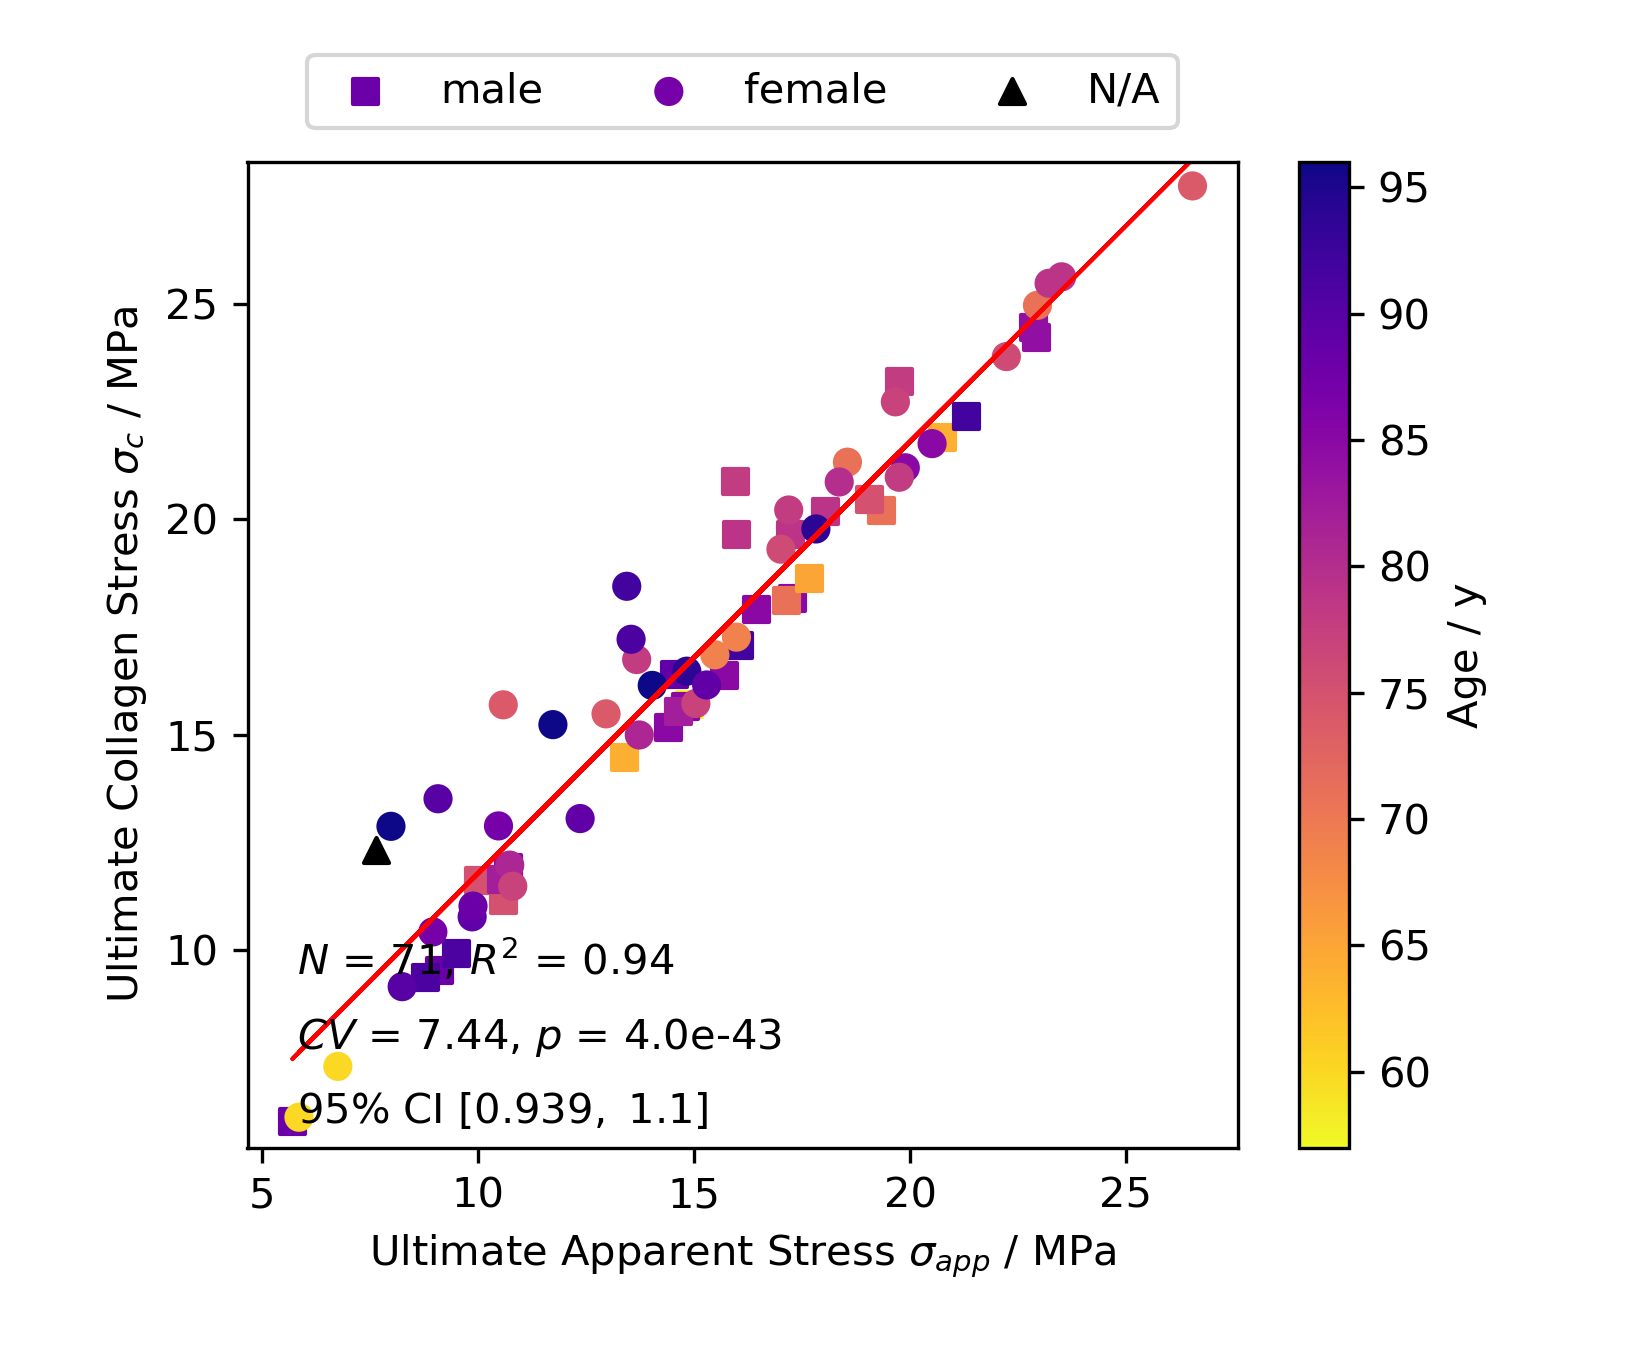 male female N/A
Ultimate Collagen Stress σc / MPa
25
20
15
10
N = 71, R² = 0.94
CV = 7.44, p = 4.0e-43
95% CI [0.939, 1.1]
5 10 15 20 25
Ultimate Apparent Stress σapp / MPa
95
90
85
80
75
70
65
60
Age / y